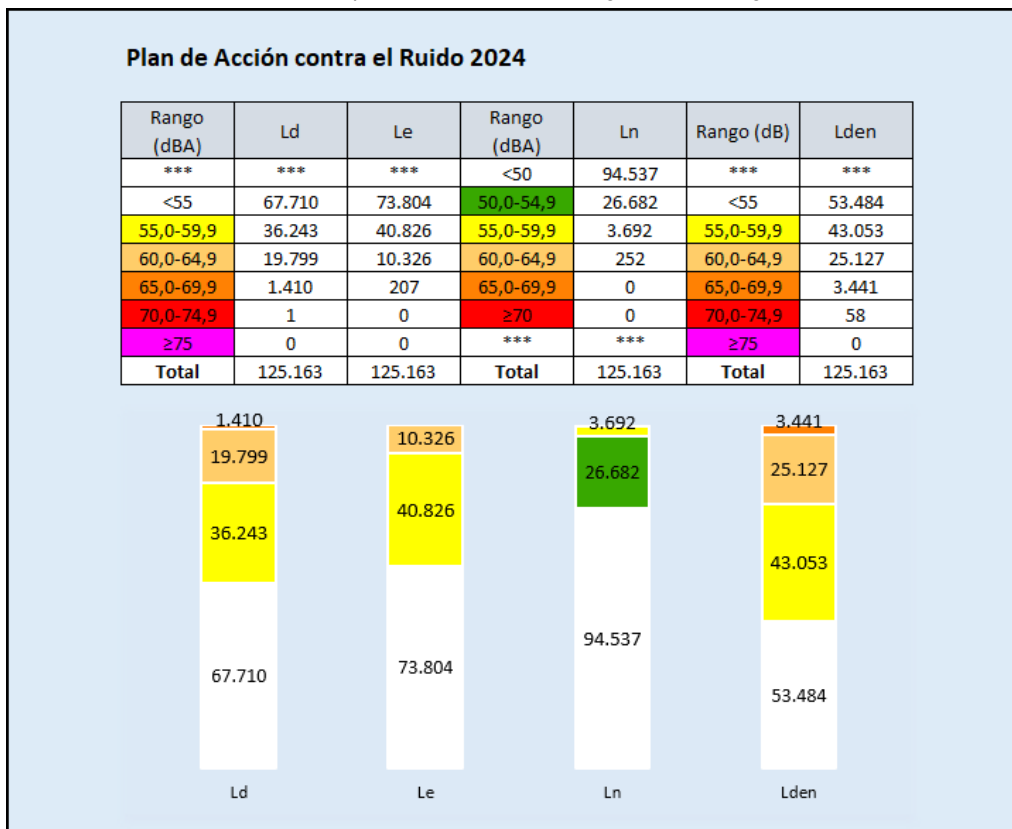 Plan de Acción contra el Ruido 2024
Rango (dBA) Ld Le Rango (dBA) Ln Rango (dB) Lden
*** *** *** <50 94.537 *** ***
<55 67.710 73.804 50,0-54,9 26.682 <55 53.484
55,0-59,9 36.243 40.826 55,0-59,9 3.692 55,0-59,9 43.053
60,0-64,9 19.799 10.326 60,0-64,9 252 60,0-64,9 25.127
65,0-69,9 1.410 207 65,0-69,9 0 65,0-69,9 3.441
70,0-74,9 1 0 ≥70 0 70,0-74,9 58
≥75 0 0 *** *** ≥75 0
Total 125.163 125.163 Total 125.163 Total 125.163
1.410 3.692 3.441
19.799 10.326 26.682 25.127
36.243 40.826 43.053
67.710 73.804 94.537 53.484
Ld Le Ln Lden